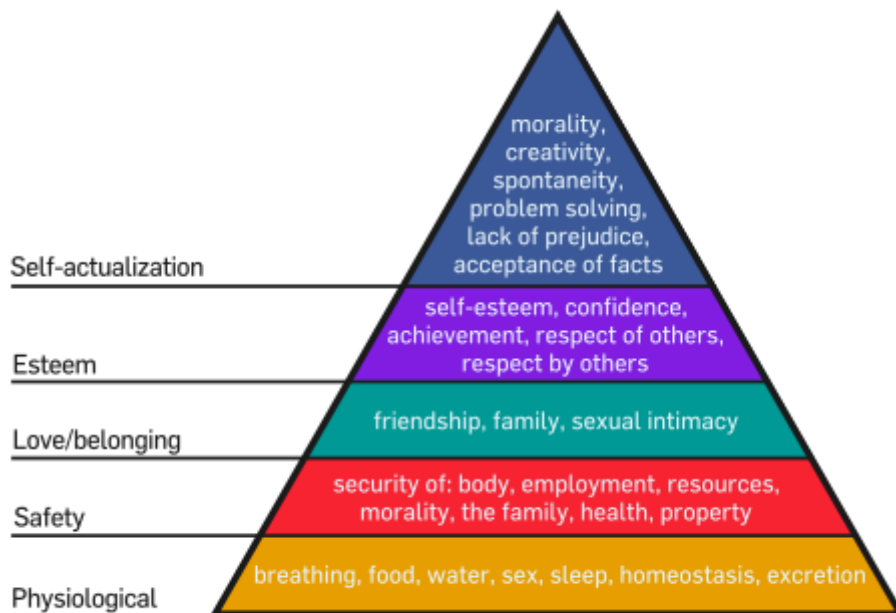 morality,
creativity,
spontaneity,
problem solving,
lack of prejudice,
acceptance of facts
Self-actualization
self-esteem, confidence,
achievement, respect of others,
respect by others
Esteem
friendship, family, sexual intimacy
Love/belonging
security of: body, employment, resources,
morality, the family, health, property
Safety
breathing, food, water, sex, sleep, homeostasis, excretion
Physiological